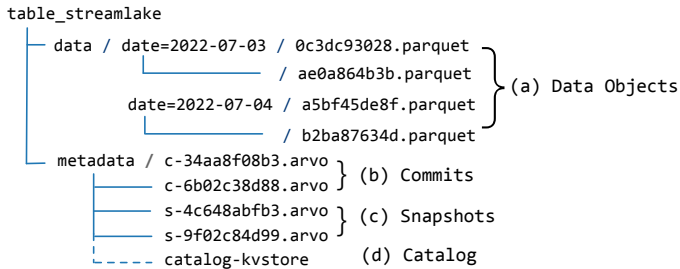 table_streamlake
data / date=2022-07-03 / 0c3dc93028.parquet
/ ae0a864b3b.parquet
(a) Data Objects
date=2022-07-04 / a5bf45de8f.parquet
/ b2ba87634d.parquet
metadata / c-34aa8f08b3.arvo
(b) Commits
c-6b02c38d88.arvo
s-4c648abfb3.arvo
(c) Snapshots
s-9f02c84d99.arvo
catalog-kvstore (d) Catalog